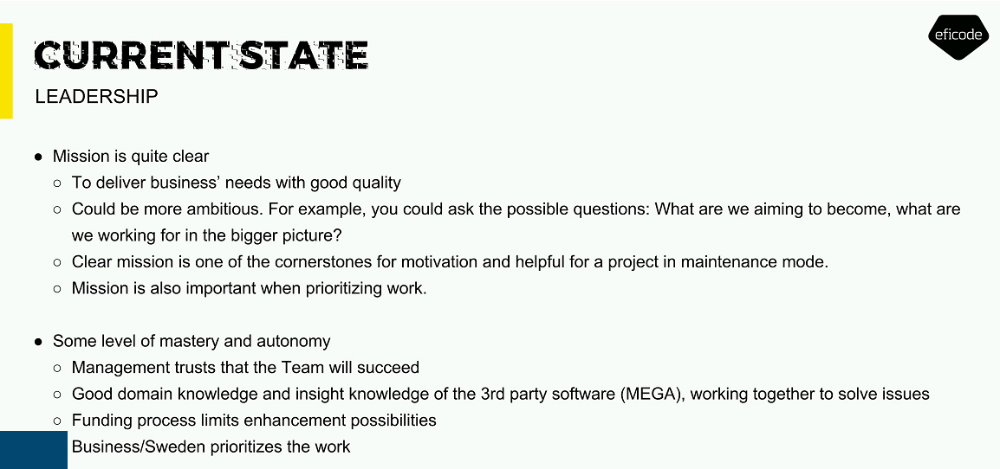 CURRENT STATE
eficode
LEADERSHIP
● Mission is quite clear
○ To deliver business’ needs with good quality
○ Could be more ambitious. For example, you could ask the possible questions: What are we aiming to become, what are
we working for in the bigger picture?
○ Clear mission is one of the cornerstones for motivation and helpful for a project in maintenance mode.
○ Mission is also important when prioritizing work.
● Some level of mastery and autonomy
○ Management trusts that the Team will succeed
○ Good domain knowledge and insight knowledge of the 3rd party software (MEGA), working together to solve issues
○ Funding process limits enhancement possibilities
Business/Sweden prioritizes the work